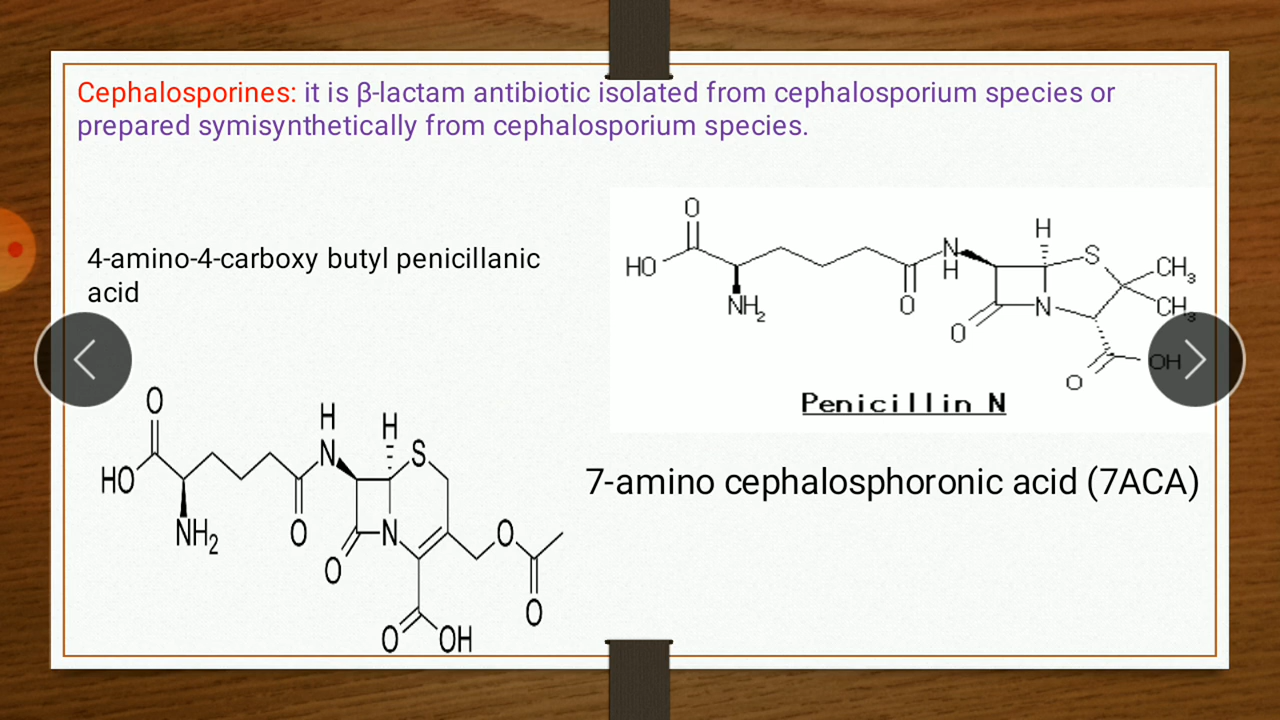 Cephalosporines: it is β-lactam antibiotic isolated from cephalosporium species or
prepared symisynthetically from cephalosporium species.
4-amino-4-carboxy butyl penicillanic
acid
O
HO
NH2
O
N
H
H
S
O
N
CH3
CH3
O
OH
Penicillin N
7-amino cephalosphoronic acid (7ACA)
O
HO
NH2
O
H
N
H
S
O
N
O
O
O
OH